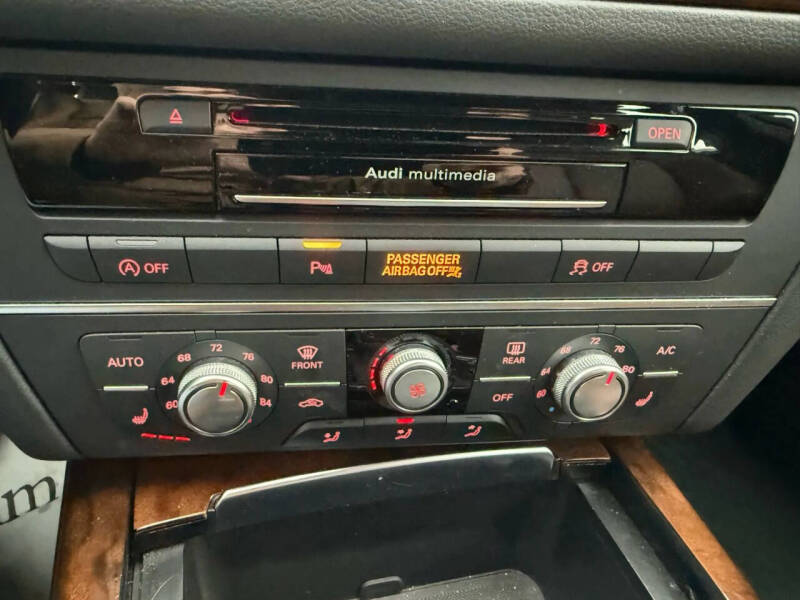 OPEN
Audi multimedia
A OFF
P
PASSENGER
AIRBAG OFF
OFF
AUTO
60 64 68 72 76 80 84
FRONT
REAR
OFF
60 64 68 72 76 80
A/C
m